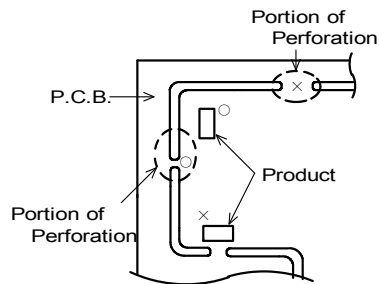 Portion of
Perforation
P.C.B.
×
○
○
Product
Portion of
Perforation
×